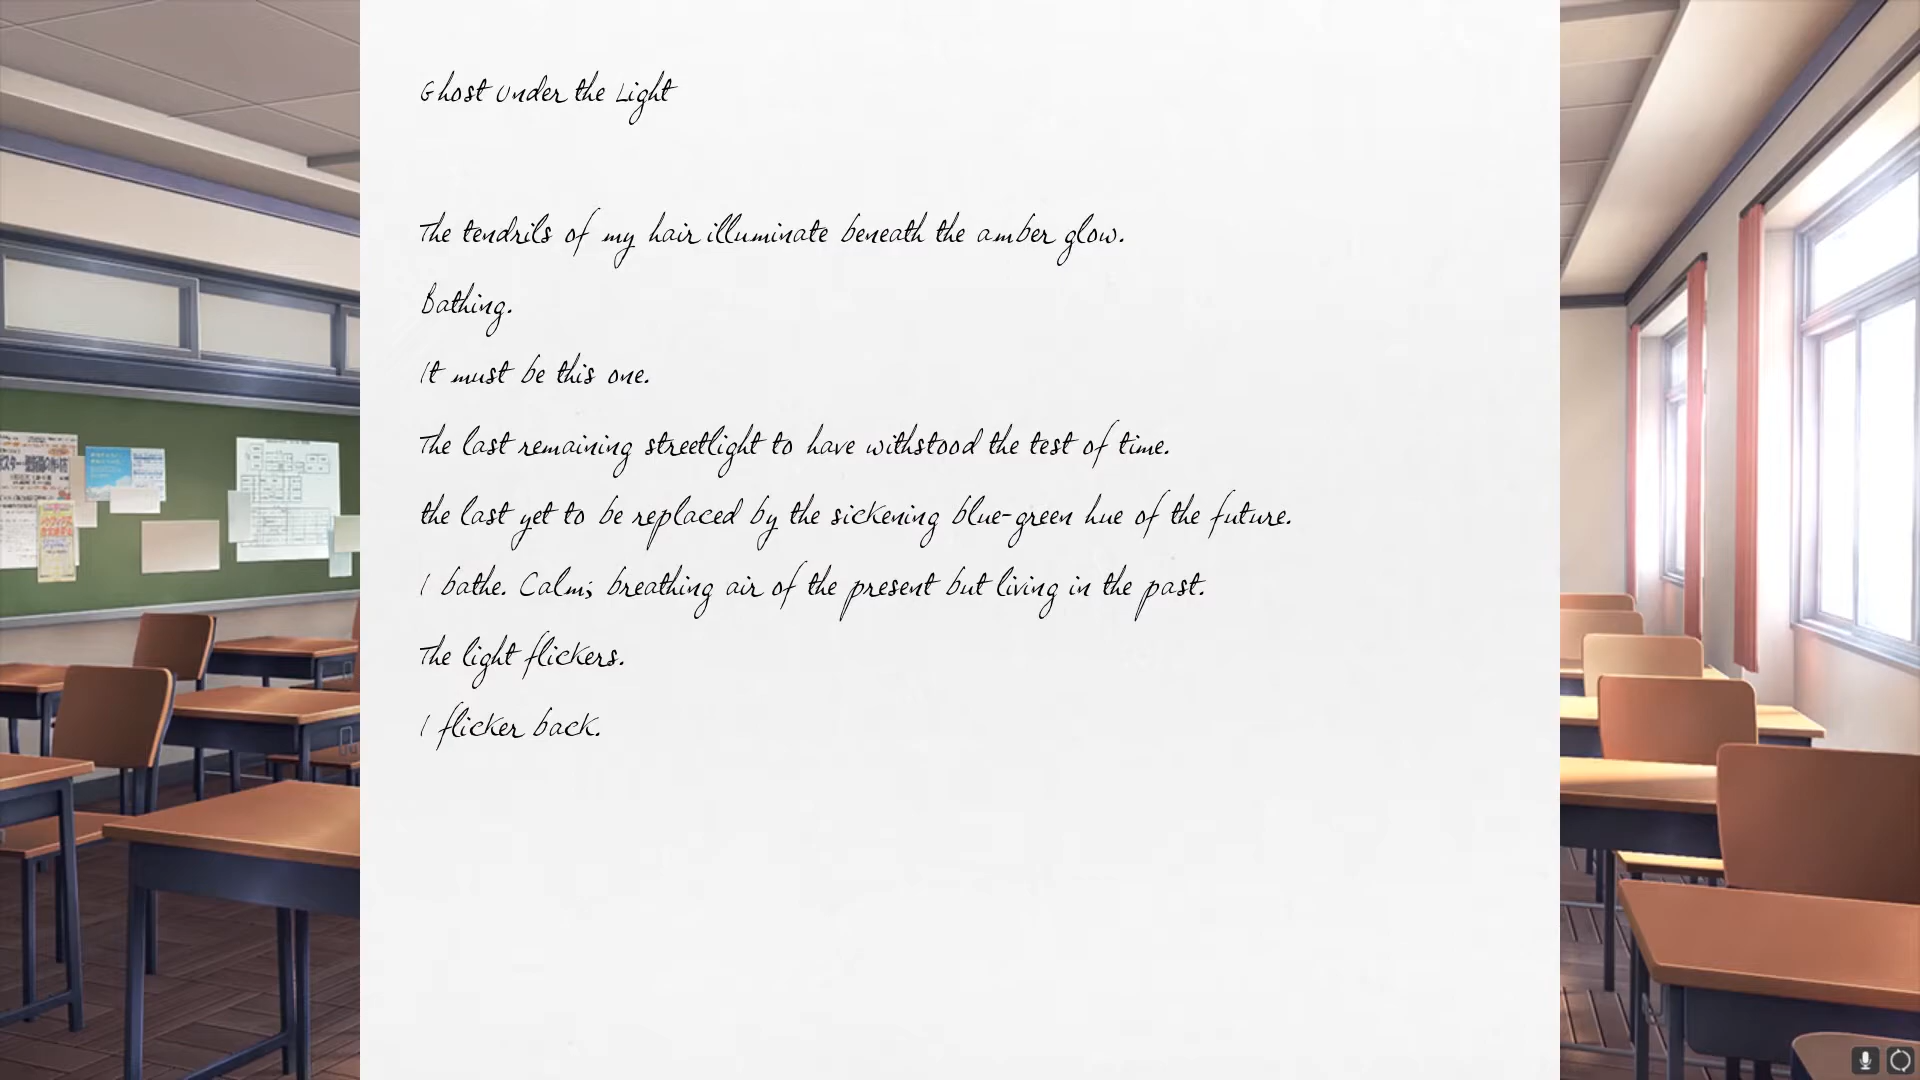 Ghost Under the Light
The tendrils of my hair illuminate beneath the amber glow.
Bathing.
It must be this one.
The last remaining streetlight to have withstood the test of time.
the last yet to be replaced by the sickening blue-green hue of the future.
I bathe. Calm; breathing air of the present but living in the past.
The light flickers.
I flicker back.